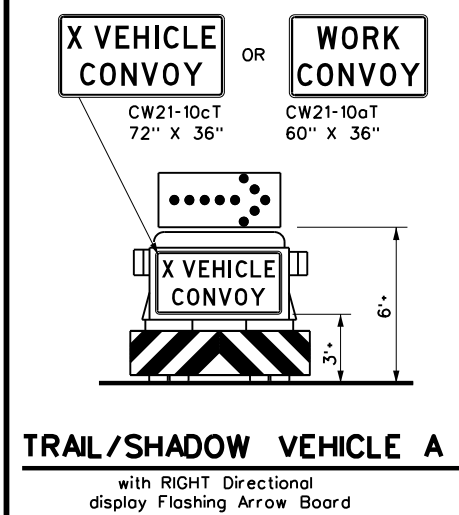 X VEHICLE
CONVOY
OR
WORK
CONVOY
CW21-10cT
72" X 36"
CW21-10aT
60" X 36"
X VEHICLE
CONVOY
6'+
3'+
TRAIL/SHADOW VEHICLE A
with RIGHT Directional
display Flashing Arrow Board